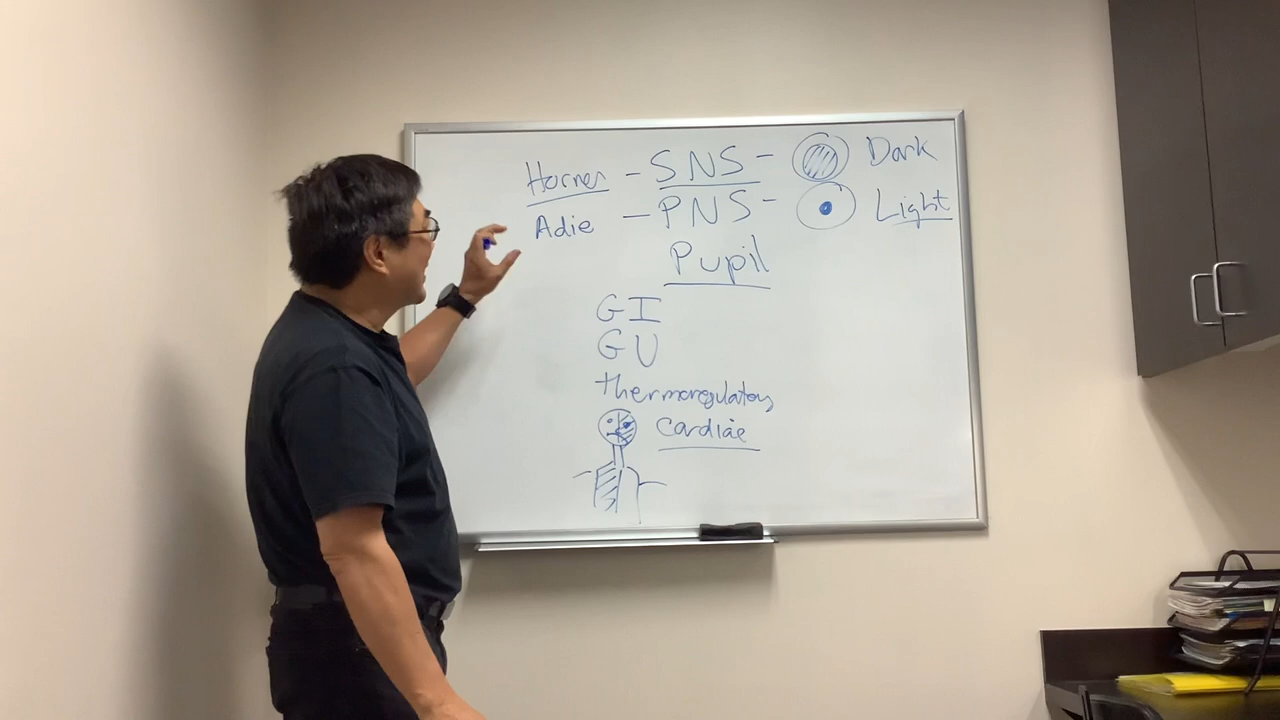 Horner - SNS - Dark
Adie - PNS - Light
Pupil
GI
GU
thermoregulatory
cardiac